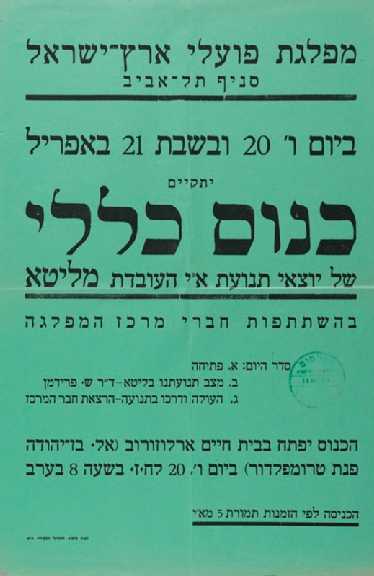 מפלגת פועלי ארץ־ישראל
סניף תל־אביב
ביום ו' 20 ובשבת 21 באפריל
יתקיים
כנוס כללי
של יוצאי תנועת א"י העובדת מליטא
בהשתתפות חברי מרכז המפלגה
סדר היום: א. פתיחה
ב. מצב תנועתנו בליטא–ד"ר ש. פרידמן
ג. העולה ודרכו בתנועה–הרצאת חבר המרכז
הכנוס יפתח בבית חיים ארלוזורוב (אל. בן־יהודה
פנת טרומפלדור) ביום ו'. 20 לח.ז. בשעה 8 בערב
הכניסה לפי הזמנות תמורת 5 מא"י